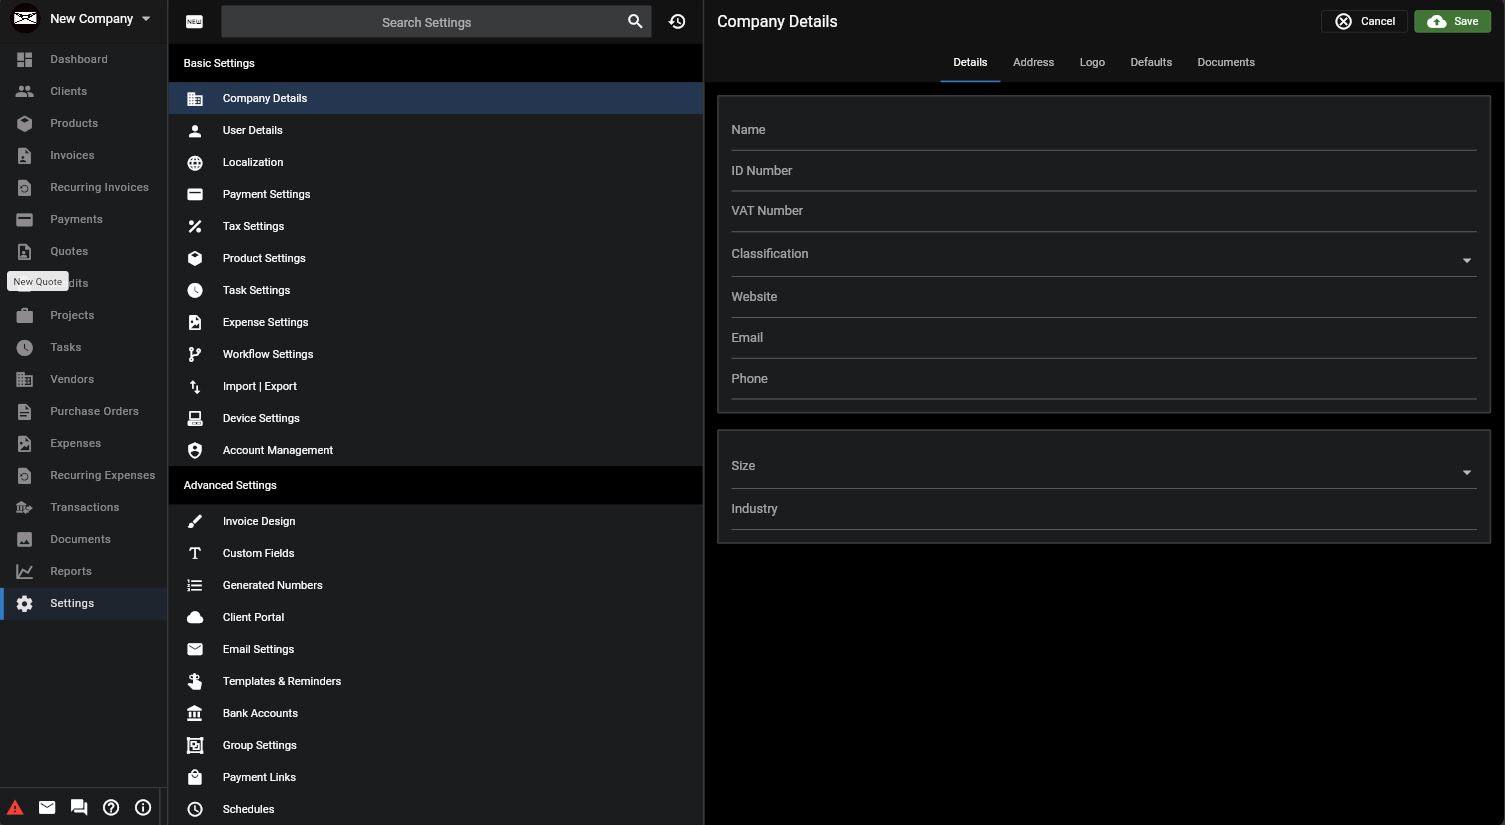 New Company
Dashboard
Clients
Products
Invoices
Recurring Invoices
Payments
Quotes
New Quote
dits
Projects
Tasks
Vendors
Purchase Orders
Expenses
Recurring Expenses
Transactions
Documents
Reports
Settings
NEW
Search Settings
Basic Settings
Company Details
User Details
Localization
Payment Settings
Tax Settings
Product Settings
Task Settings
Expense Settings
Workflow Settings
Import | Export
Device Settings
Account Management
Advanced Settings
Invoice Design
Custom Fields
Generated Numbers
Client Portal
Email Settings
Templates & Reminders
Bank Accounts
Group Settings
Payment Links
Schedules
Company Details
Cancel
Save
Details Address Logo Defaults Documents
Name
ID Number
VAT Number
Classification
Website
Email
Phone
Size
Industry